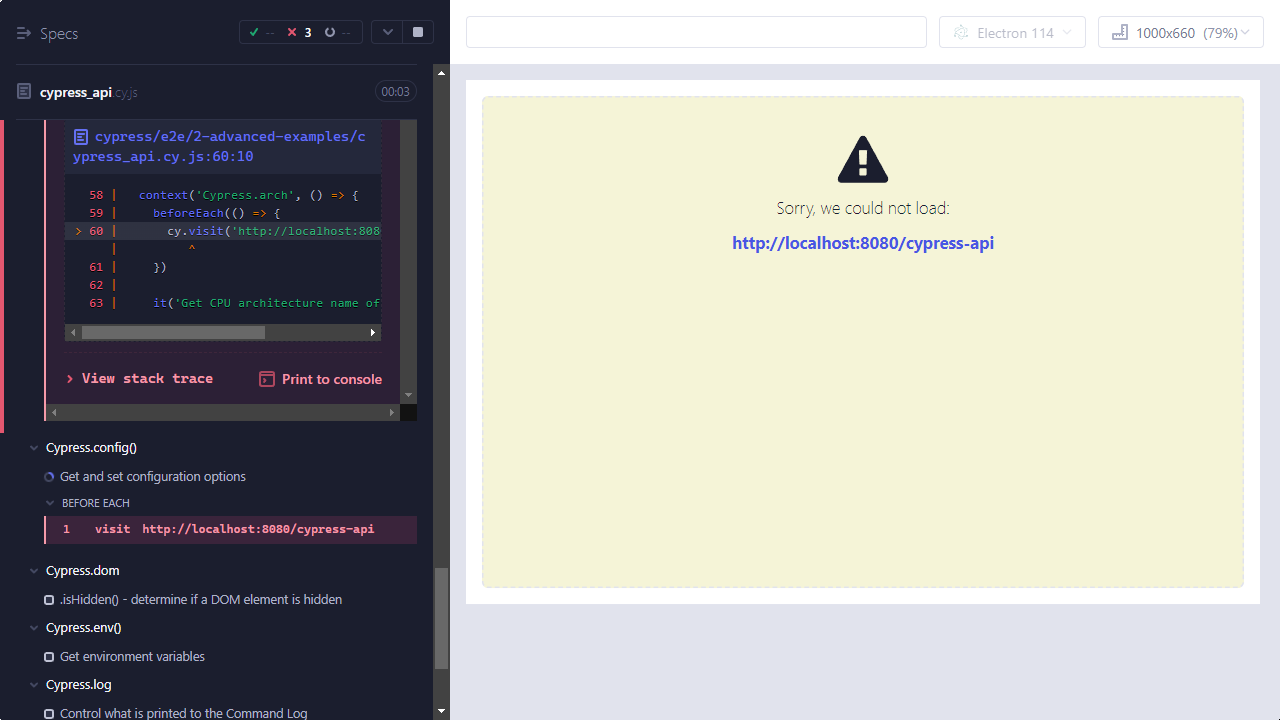 Specs
--
3
--
cypress_api.cy.js
00:03
cypress/e2e/2-advanced-examples/c
ypress_api.cy.js:60:10
58 | context('Cypress.arch', () => {
59 | beforeEach(() => {
> 60 | cy.visit('http://localhost:808
| ^
61 | })
62 |
63 | it('Get CPU architecture name of
View stack trace
Print to console
Cypress.config()
Get and set configuration options
BEFORE EACH
1 visit http://localhost:8080/cypress-api
Cypress.dom
.isHidden() - determine if a DOM element is hidden
Cypress.env()
Get environment variables
Cypress.log
Control what is printed to the Command Log
Electron 114
1000x660 (79%)
Sorry, we could not load:
http://localhost:8080/cypress-api